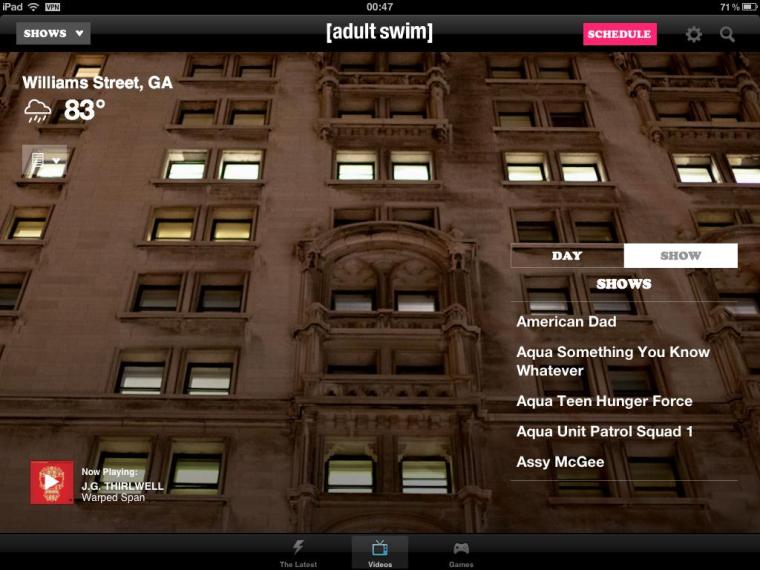 iPad VPN 00:47 71%
SHOWS
[adult swim]
SCHEDULE
Williams Street, GA
83°
DAY SHOW
SHOWS
American Dad
Aqua Something You Know
Whatever
Aqua Teen Hunger Force
Aqua Unit Patrol Squad 1
Assy McGee
Now Playing:
J.G. THIRLWELL
Warped Span
The Latest Videos Games